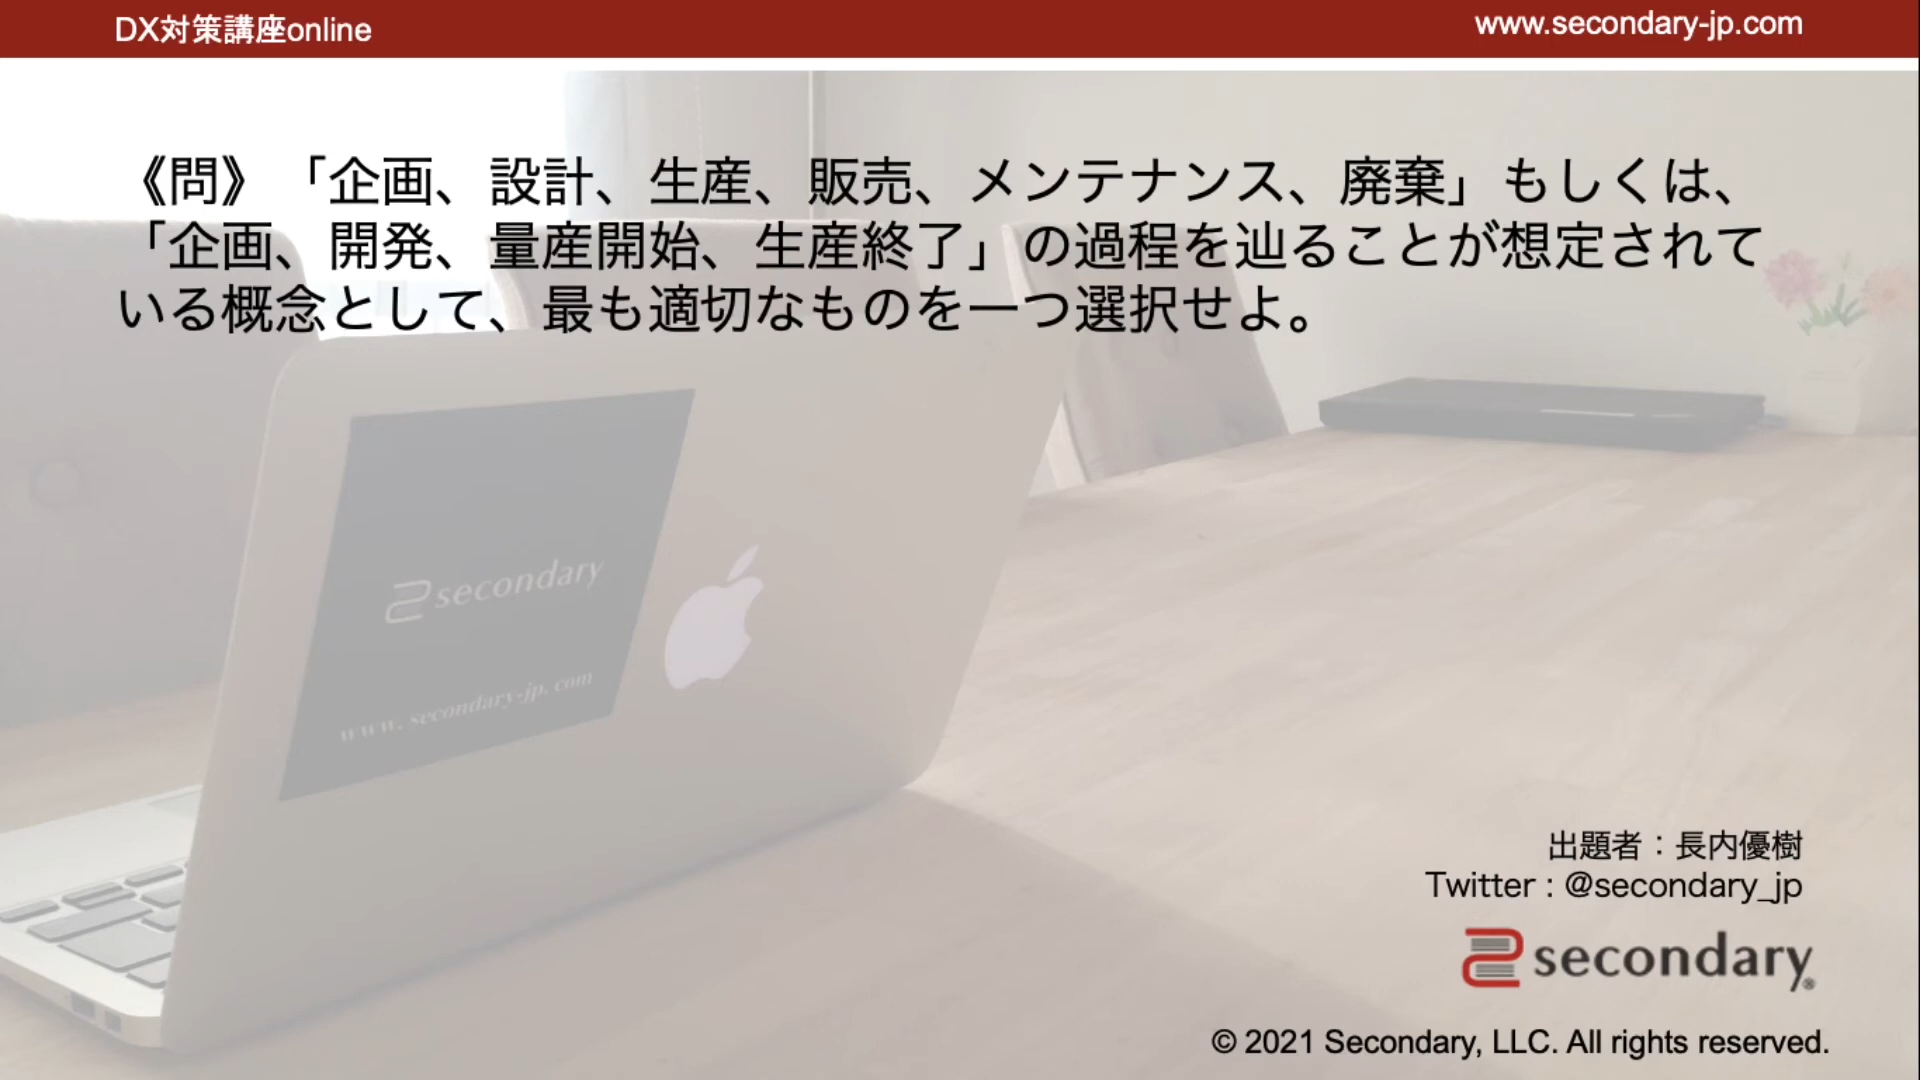 DX対策講座online
www.secondary-jp.com
《問》「企画、設計、生産、販売、メンテナンス、廃棄」もしくは、
「企画、開発、量産開始、生産終了」の過程を辿ることが想定されて
いる概念として、最も適切なものを一つ選択せよ。
secondary
www.secondary-jp.com
出題者：長内優樹
Twitter : @secondary_jp
secondary®
© 2021 Secondary, LLC. All rights reserved.